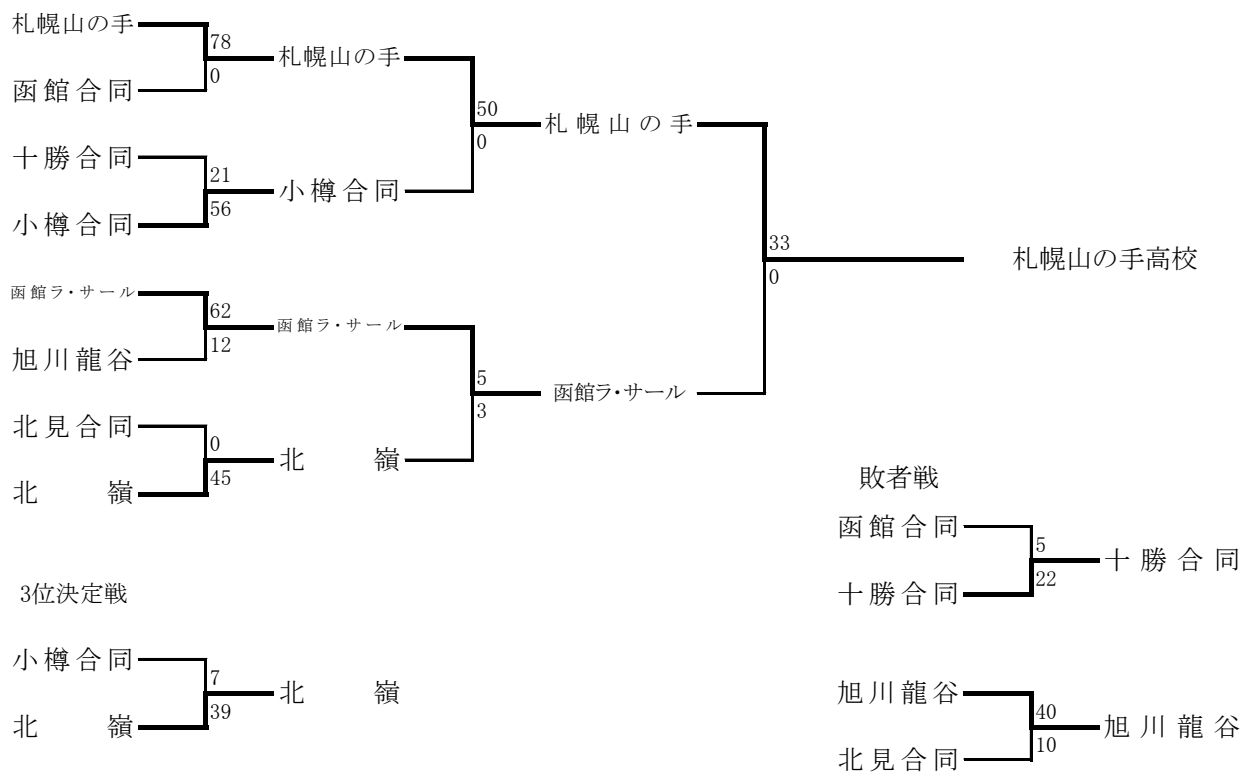 札幌山の手
78
札幌山の手
0
函館合同
50
札幌山の手
0
十勝合同
21
小樽合同
56
小樽合同
33
札幌山の手高校
0
函館ラ・サール
62
函館ラ・サール
12
旭川龍谷
5
函館ラ・サール
3
北見合同
0
北嶺
45
北嶺
敗者戦
函館合同
5
十勝合同
22
十勝合同
3位決定戦
小樽合同
7
北嶺
39
北嶺
旭川龍谷
40
旭川龍谷
10
北見合同